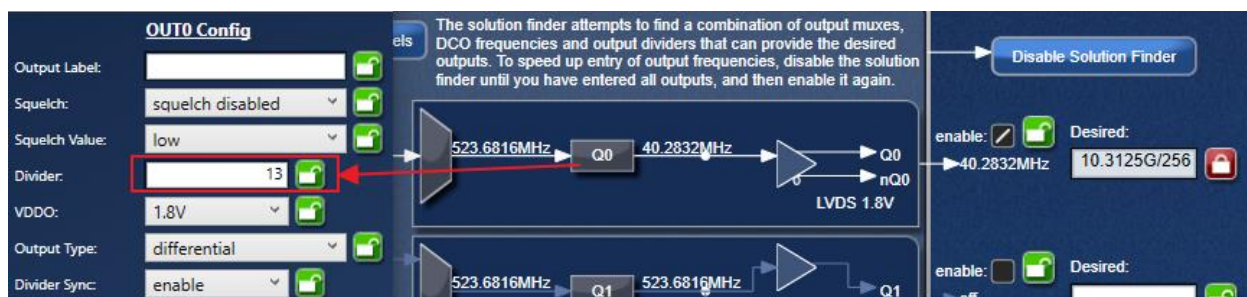 OUT0 Config
Output Label:
Squelch: squelch disabled
Squelch Value: low
Divider: 13
VDDO: 1.8V
Output Type: differential
Divider Sync: enable
els
The solution finder attempts to find a combination of output muxes,
DCO frequencies and output dividers that can provide the desired
outputs. To speed up entry of output frequencies, disable the solution
finder until you have entered all outputs, and then enable it again.
523.6816MHz Q0 40.2832MHz Q0
nQ0
LVDS 1.8V
523.6816MHz Q1 523.6816MHz Q1
Disable Solution Finder
enable: Desired:
40.2832MHz 10.3125G/256
enable: Desired:
off